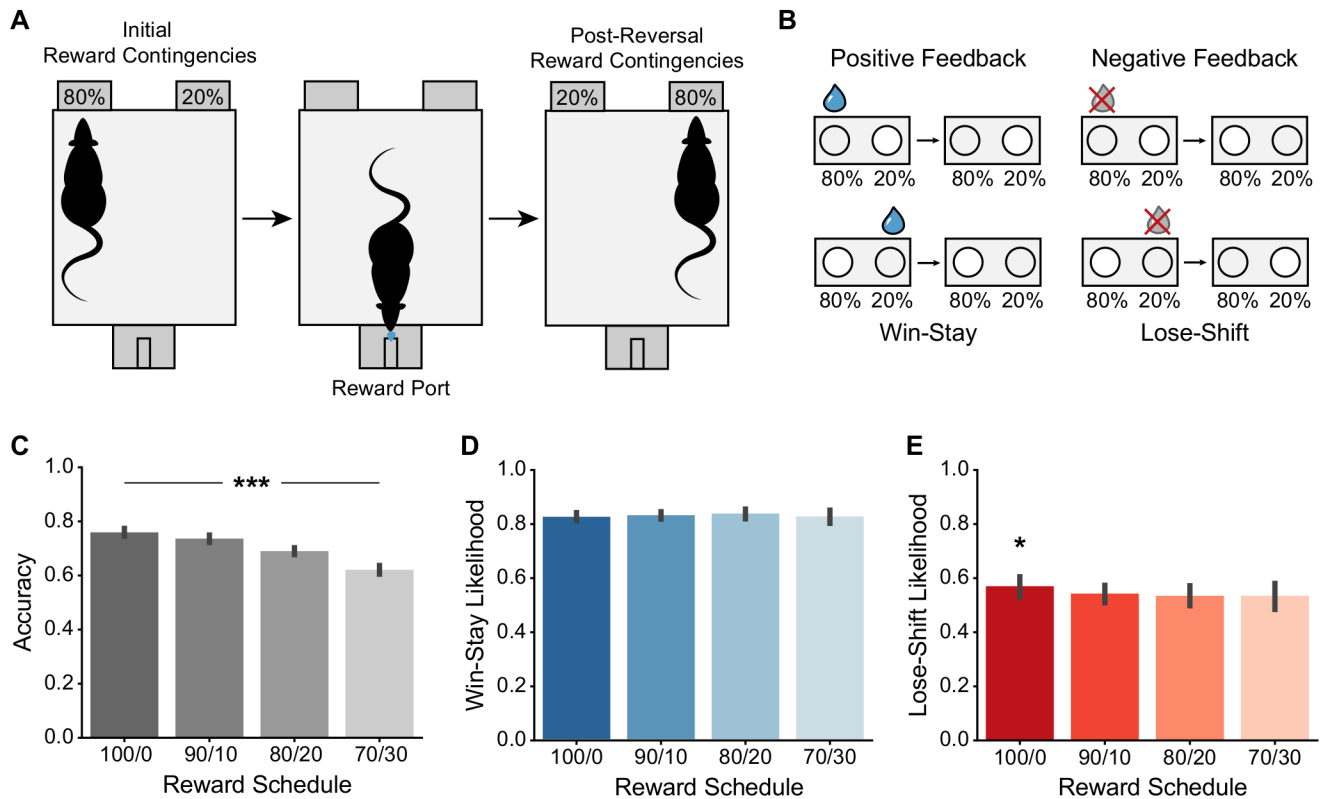 A
Initial
Reward Contingencies
80% 20%
Reward Port
Post-Reversal
Reward Contingencies
20% 80%
B
Positive Feedback
80% 20% 80% 20%
80% 20% 80% 20%
Win-Stay
Negative Feedback
80% 20% 80% 20%
80% 20% 80% 20%
Lose-Shift
C
Accuracy
1.0
0.8
0.6
0.4
0.2
0.0
***
100/0 90/10 80/20 70/30
Reward Schedule
D
Win-Stay Likelihood
1.0
0.8
0.6
0.4
0.2
0.0
100/0 90/10 80/20 70/30
Reward Schedule
E
Lose-Shift Likelihood
1.0
0.8
0.6
0.4
0.2
0.0
*
100/0 90/10 80/20 70/30
Reward Schedule